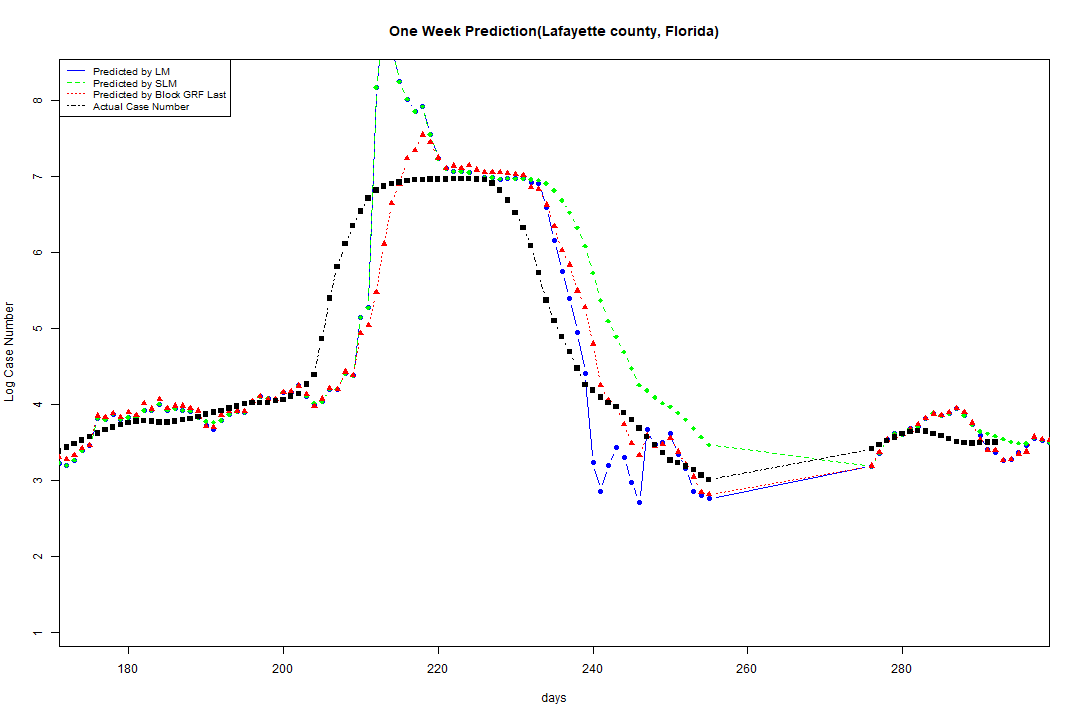 One Week Prediction(Lafayette county, Florida)
Predicted by LM
Predicted by SLM
Predicted by Block GRF Last
Actual Case Number
8
7
6
5
4
3
2
1
Log Case Number
180 200 220 240 260 280
days